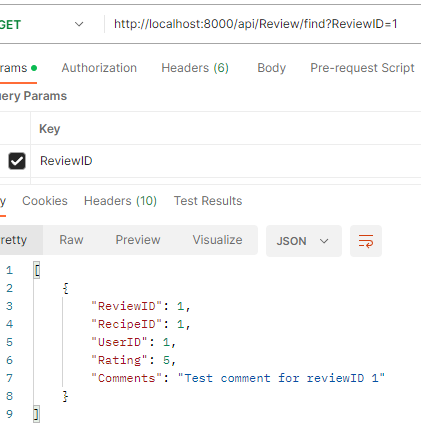 GET http://localhost:8000/api/Review/find?ReviewID=1
rams Authorization Headers (6) Body Pre-request Script
uery Params
Key
ReviewID
y Cookies Headers (10) Test Results
retty Raw Preview Visualize JSON
1 [
2 {
3 "ReviewID": 1,
4 "RecipeID": 1,
5 "UserID": 1,
6 "Rating": 5,
7 "Comments": "Test comment for reviewID 1"
8 }
9 ]